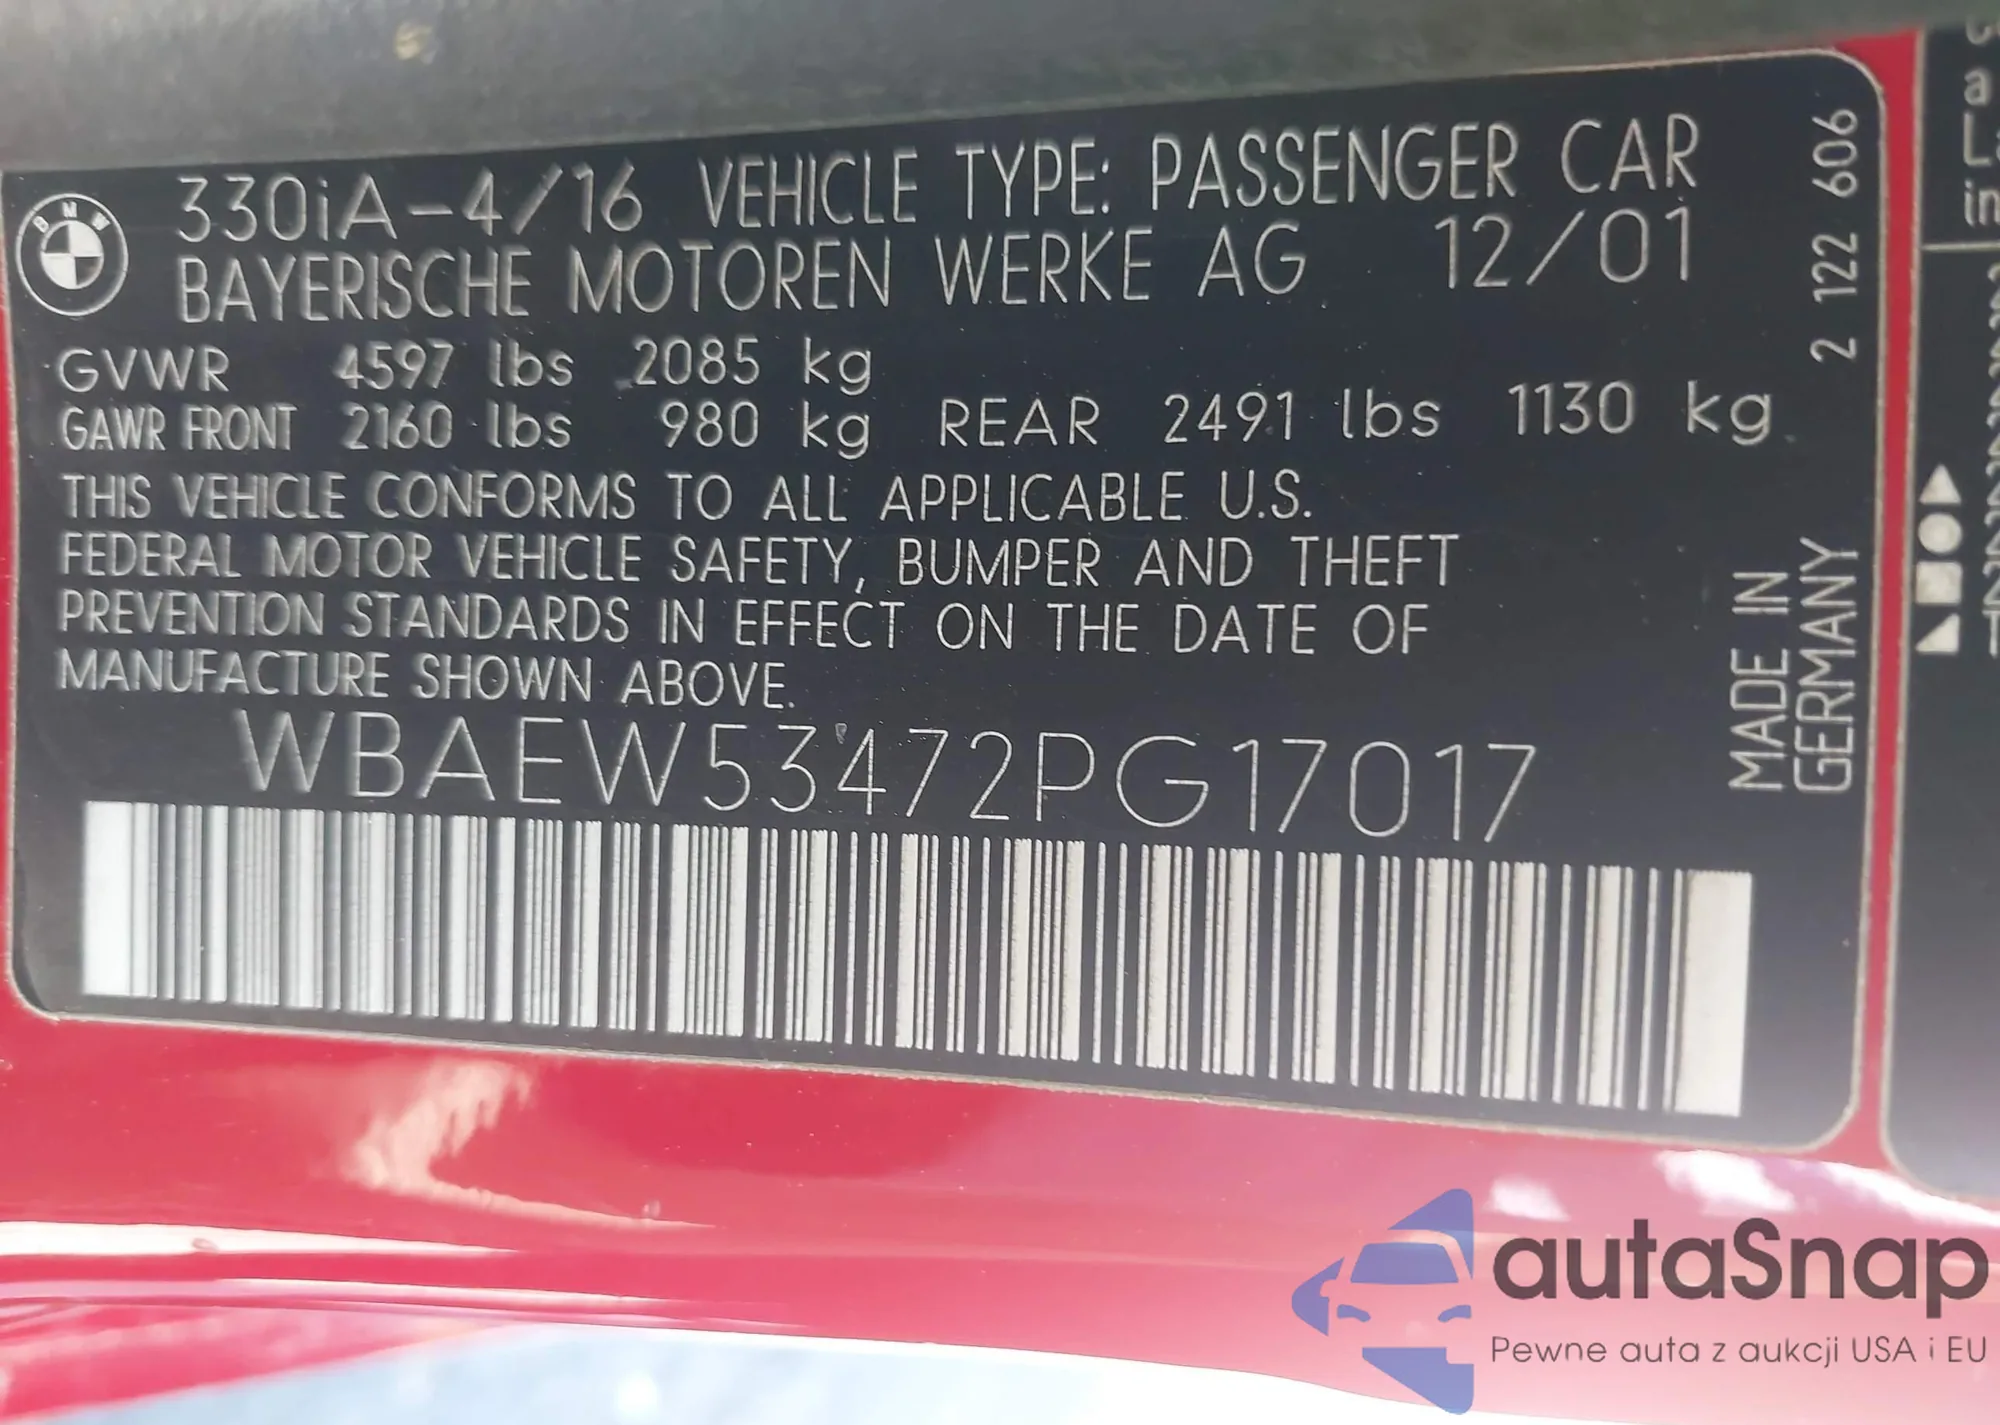 BMW
330iA-4/16 VEHICLE TYPE: PASSENGER CAR
BAYERISCHE MOTOREN WERKE AG 12/01
GVWR 4597 lbs 2085 kg
GAWR FRONT 2160 lbs 980 kg REAR 2491 lbs 1130 kg
THIS VEHICLE CONFORMS TO ALL APPLICABLE U.S.
FEDERAL MOTOR VEHICLE SAFETY, BUMPER AND THEFT
PREVENTION STANDARDS IN EFFECT ON THE DATE OF
MANUFACTURE SHOWN ABOVE.
WBAEW53472PG17017
2 122 606
MADE IN
GERMANY
a
in
autaSnap
Pewne auta z aukcji USA i EU